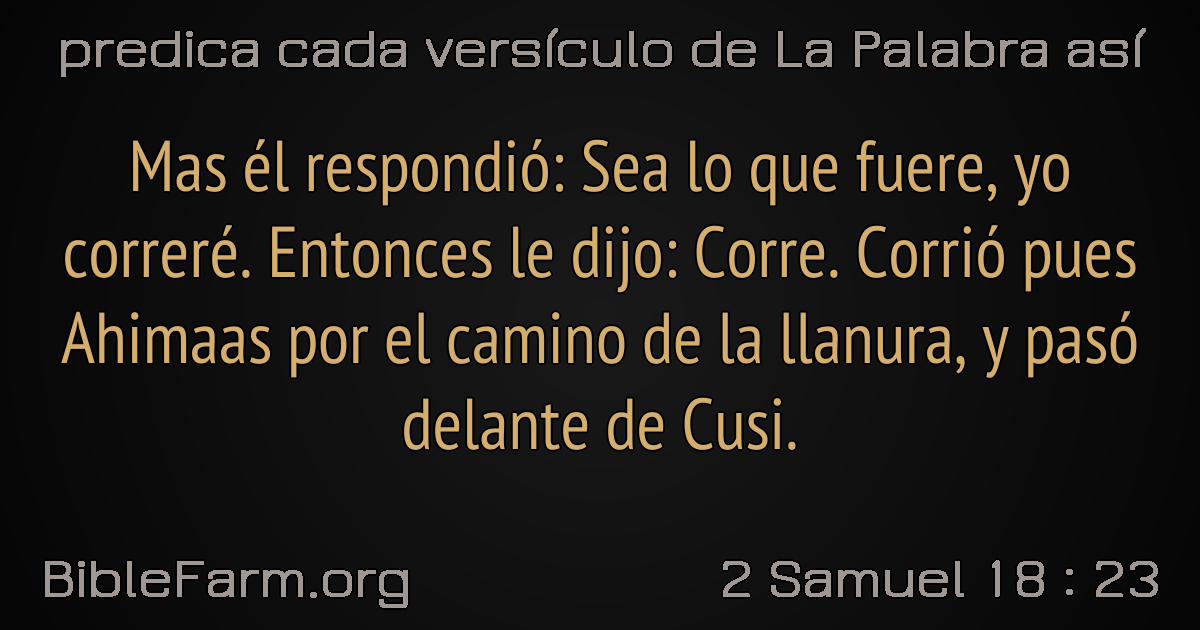 predica cada versículo de La Palabra así
Mas él respondió: Sea lo que fuere, yo
correré. Entonces le dijo: Corre. Corrió pues
Ahimaas por el camino de la llanura, y pasó
delante de Cusi.
BibleFarm.org
2 Samuel 18 : 23